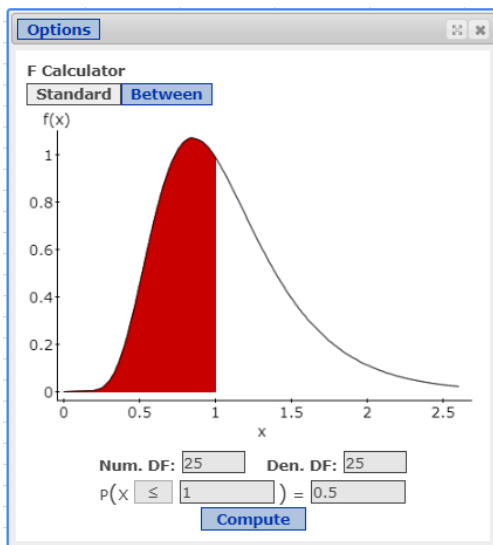 Options
F Calculator
Standard Between
f(x)
1
0.8
0.6
0.4
0.2
0
0 0.5 1 1.5 2 2.5
x
Num. DF: 25 Den. DF: 25
P(X ≤ 1 ) = 0.5
Compute